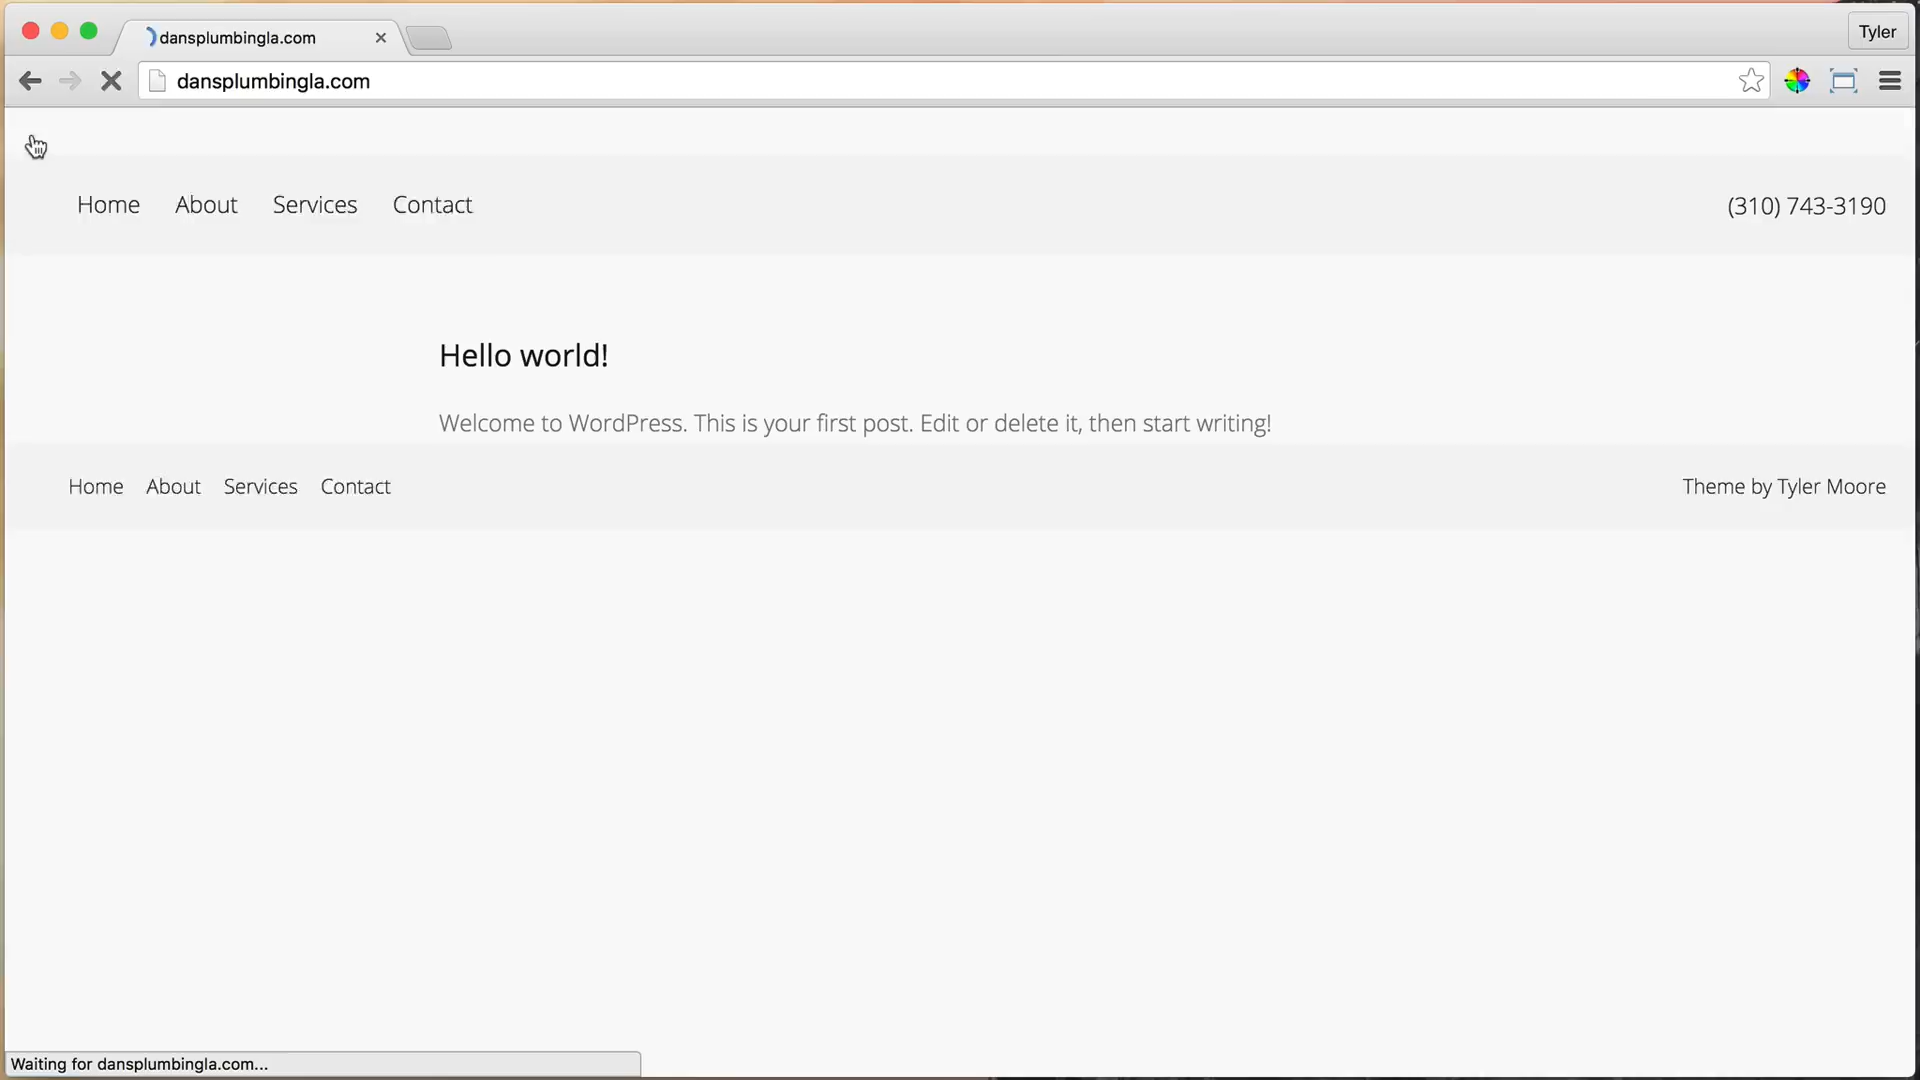 dansplumbingla.com
Tyler
dansplumbingla.com
Home About Services Contact (310) 743-3190
Hello world!
Welcome to WordPress. This is your first post. Edit or delete it, then start writing!
Home About Services Contact Theme by Tyler Moore
Waiting for dansplumbingla.com...